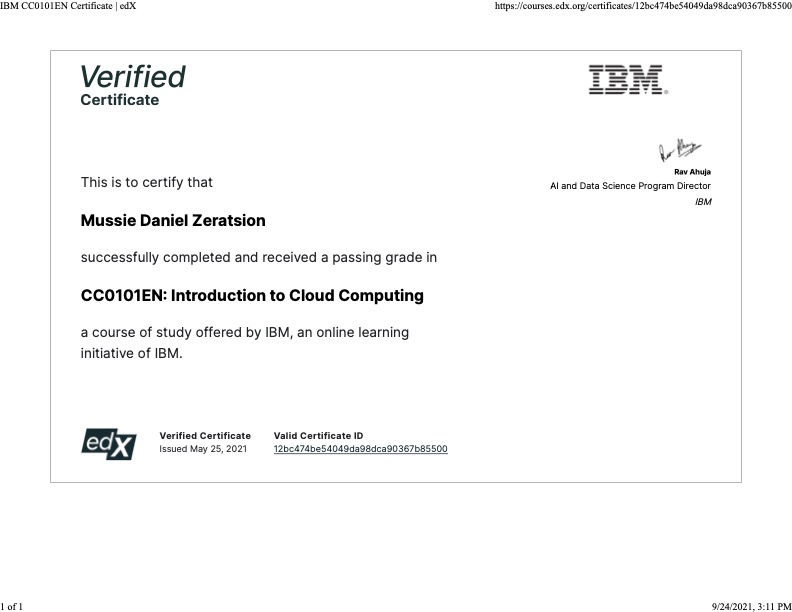 IBM CC0101EN Certificate | edX
https://courses.edx.org/certificates/12bc474be54049da98dca90367b85500
Verified
Certificate
IBM®
Rav Ahuja
AI and Data Science Program Director
IBM
This is to certify that
Mussie Daniel Zeratsion
successfully completed and received a passing grade in
CC0101EN: Introduction to Cloud Computing
a course of study offered by IBM, an online learning
initiative of IBM.
edX
Verified Certificate
Issued May 25, 2021
Valid Certificate ID
12bc474be54049da98dca90367b85500
1 of 1
9/24/2021, 3:11 PM